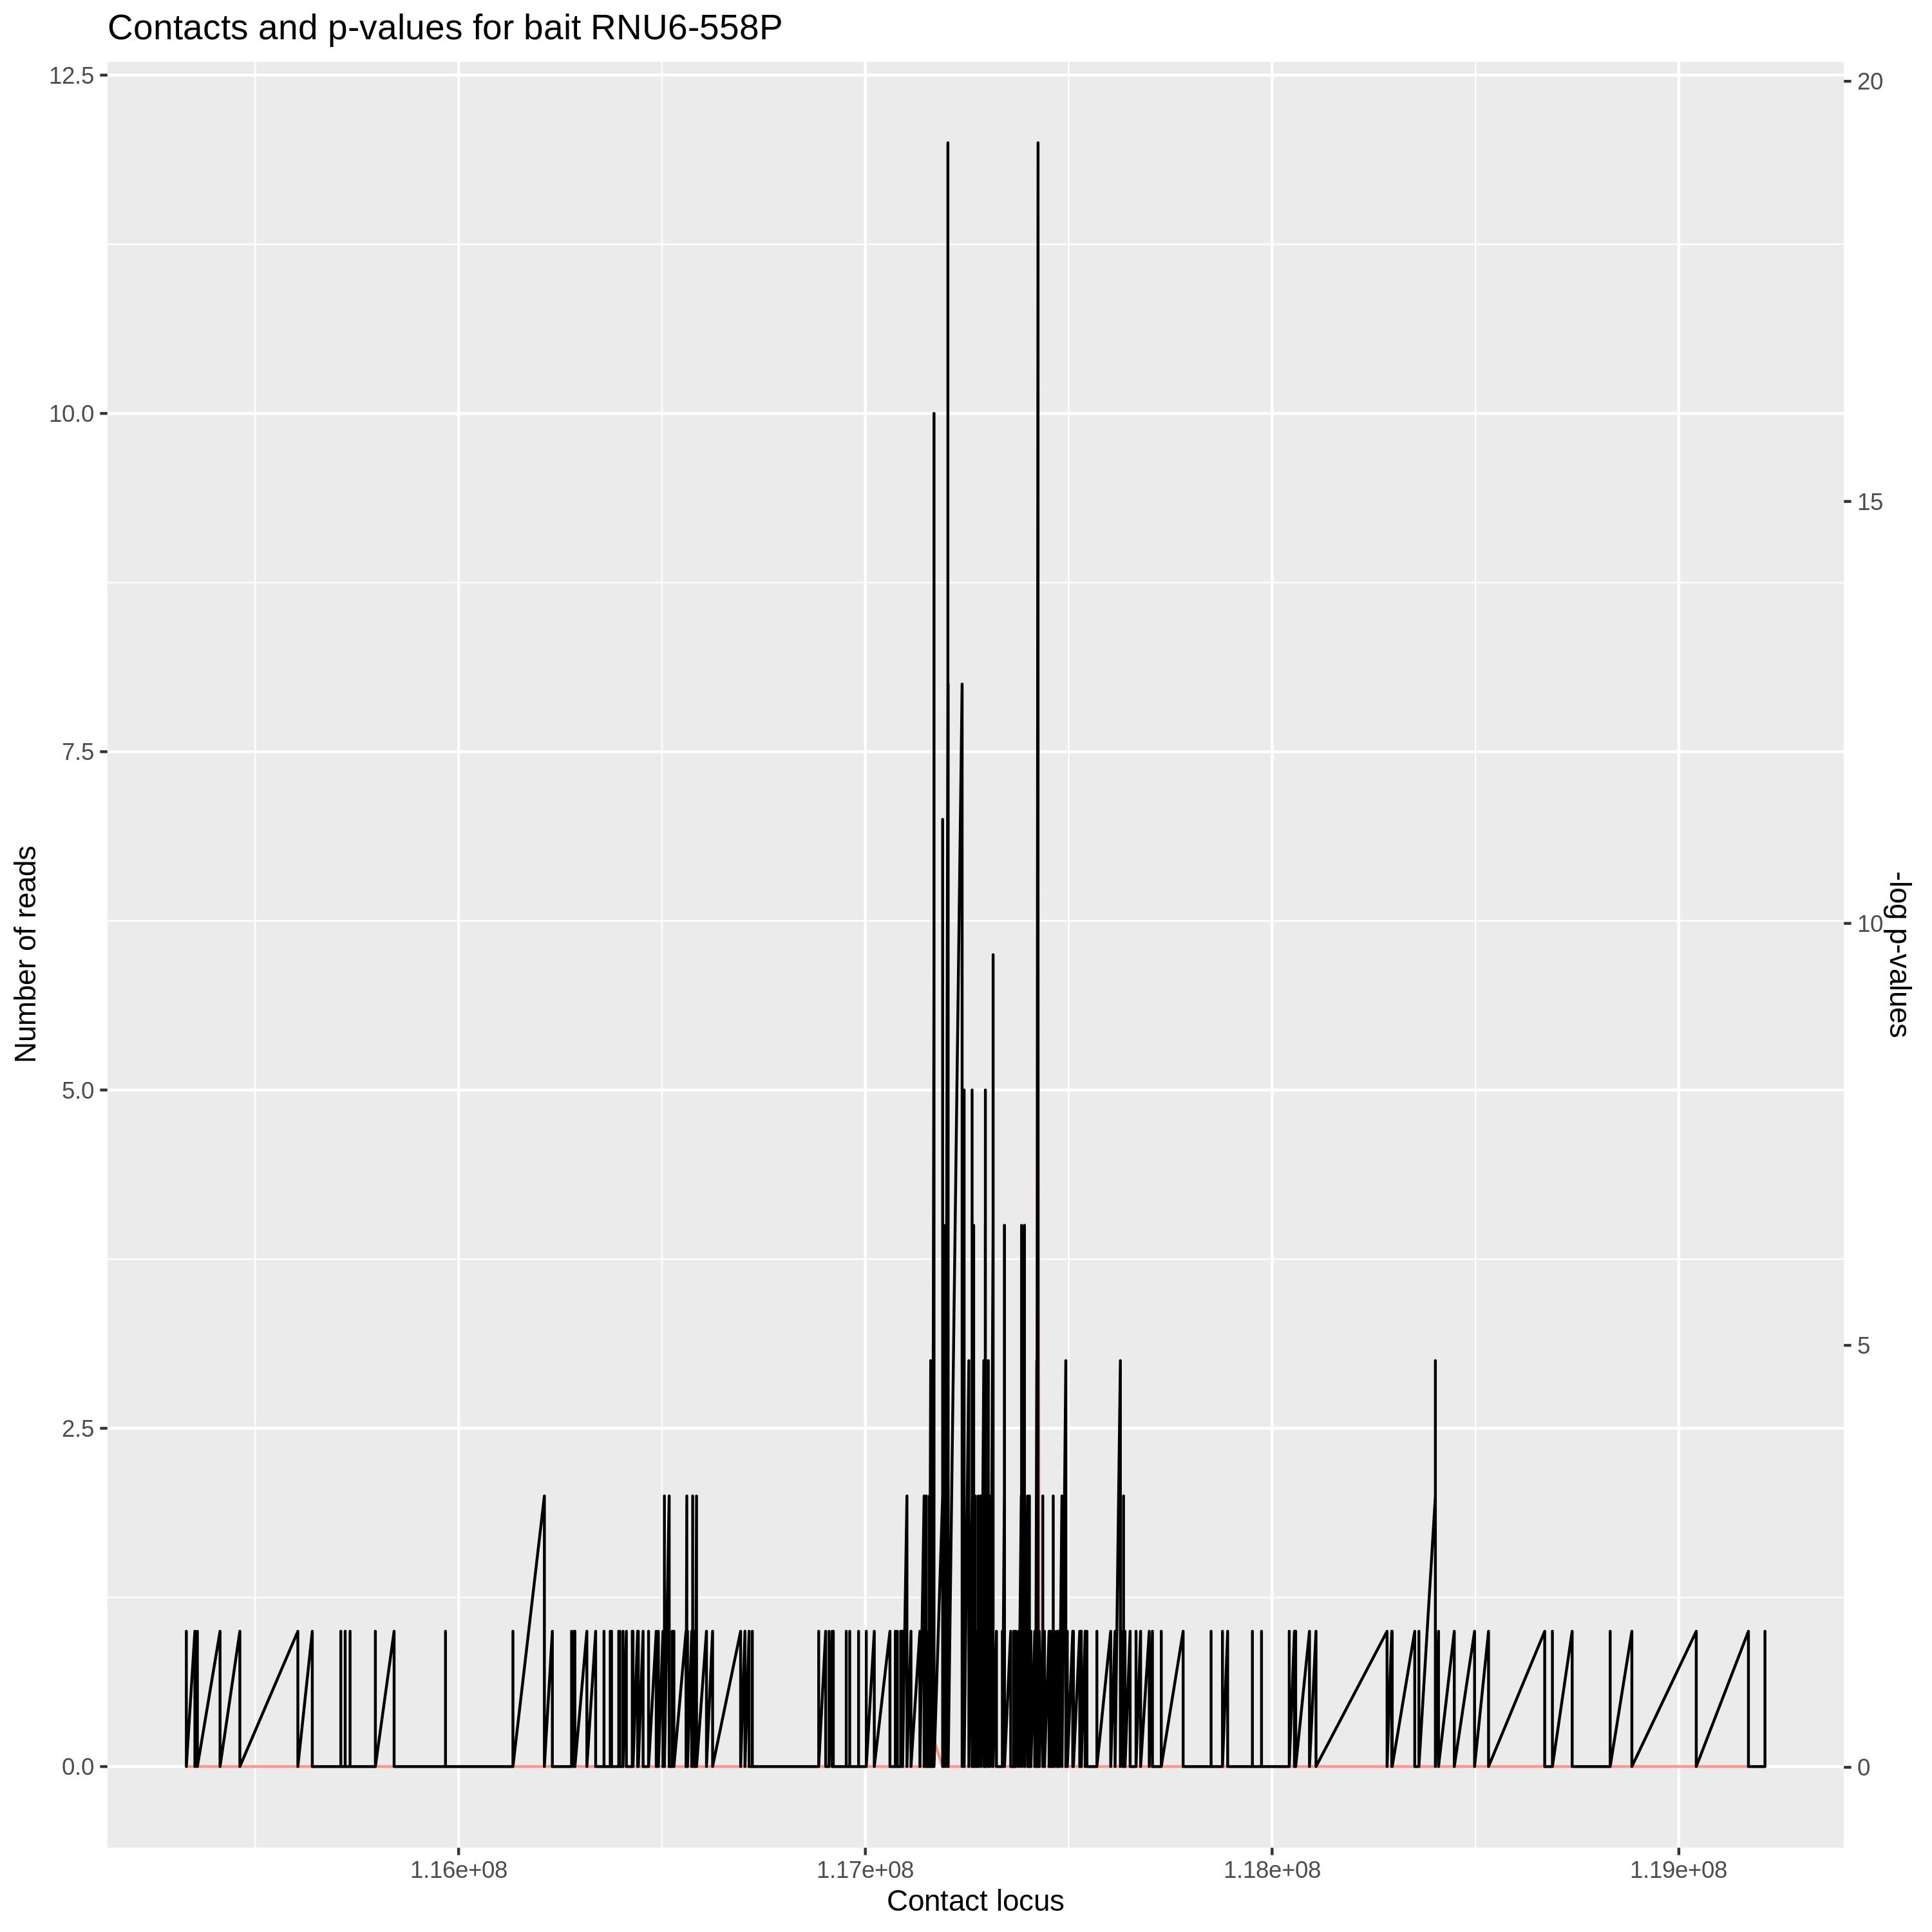 Contacts and p-values for bait RNU6-558P
12.5
10.0
7.5
5.0
2.5
0.0
Number of reads
20
15
10
5
0
-log p-values
1.16e+08
1.17e+08
1.18e+08
1.19e+08
Contact locus